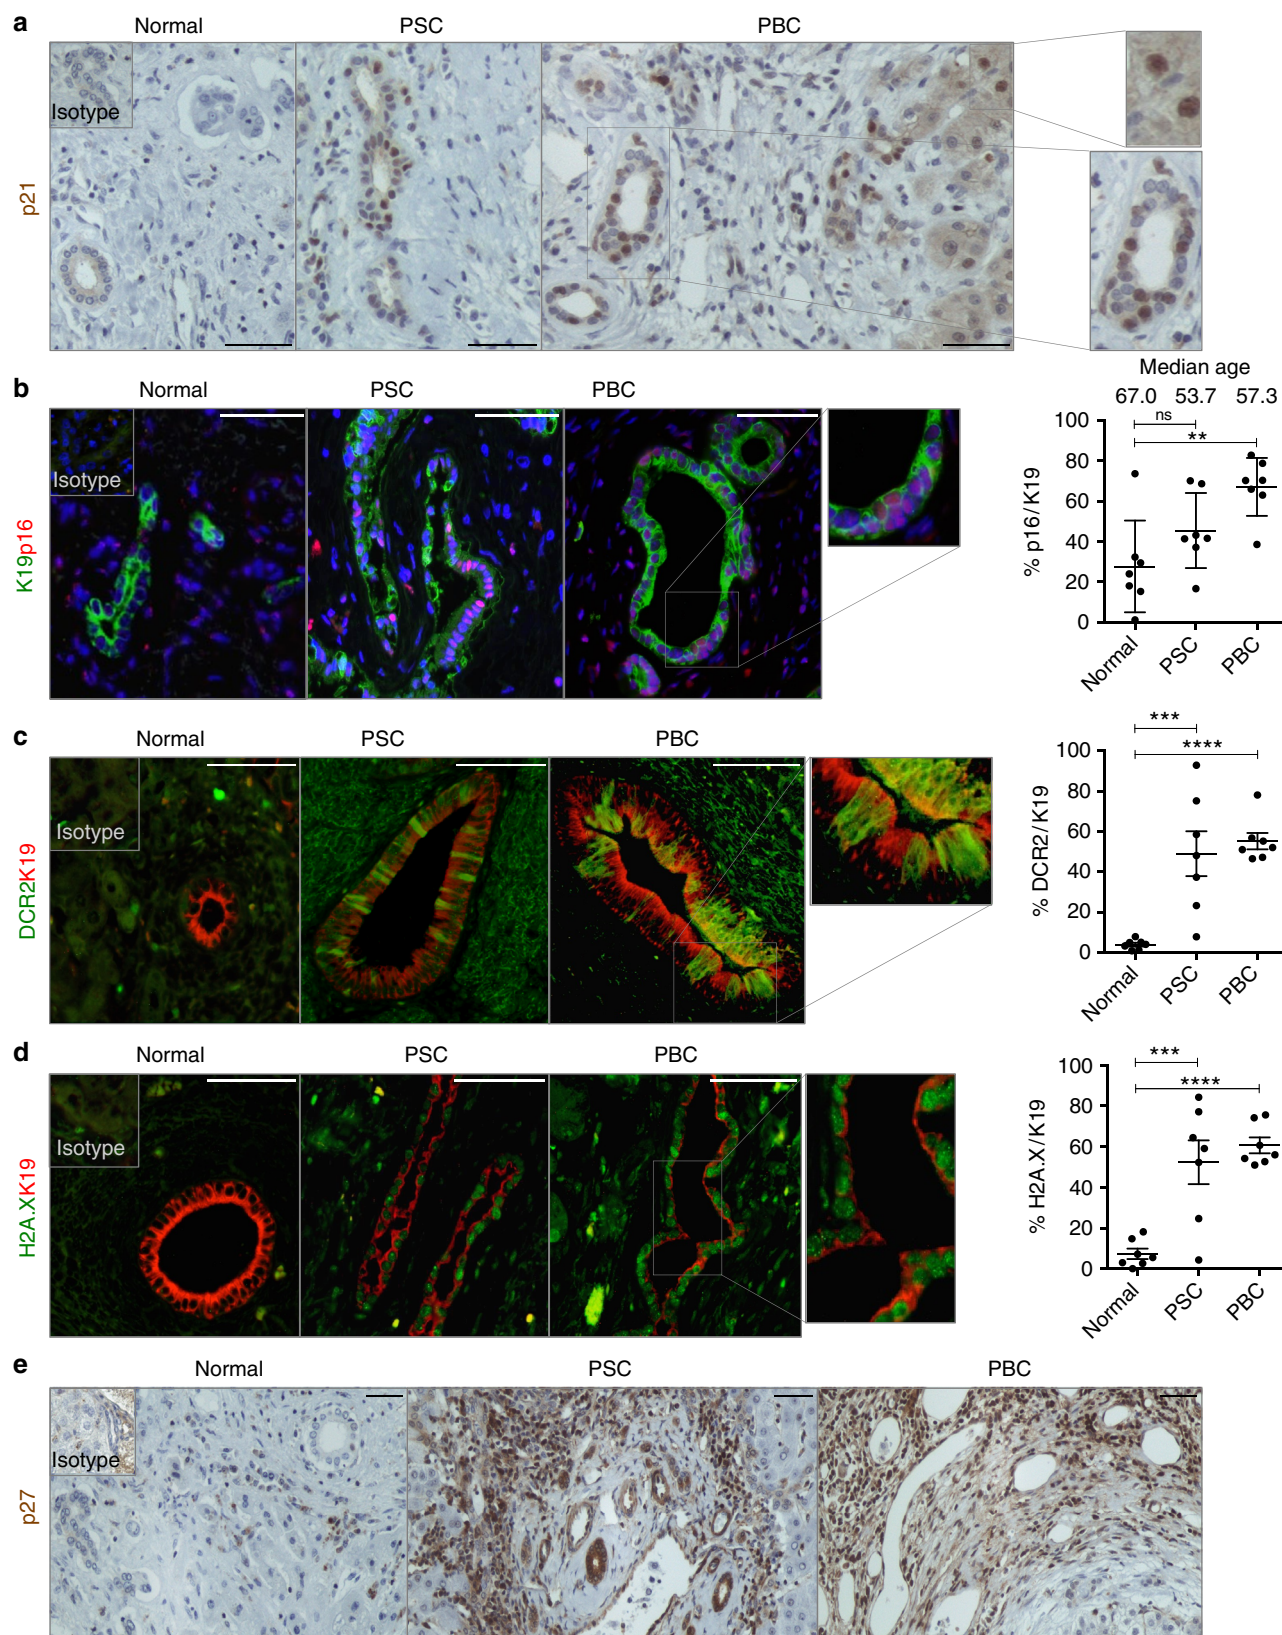 a
Normal PSC PBC
Isotype
p21
b
Normal PSC PBC
Isotype
K19p16
Median age
67.0 53.7 57.3
ns
**
100
80
60
40
20
0
% p16/K19
Normal PSC PBC
c
Normal PSC PBC
Isotype
DCR2K19
***
****
100
80
60
40
20
0
% DCR2/K19
Normal PSC PBC
d
Normal PSC PBC
Isotype
H2A.XK19
***
****
100
80
60
40
20
0
% H2A.X/K19
Normal PSC PBC
e
Normal PSC PBC
Isotype
p27